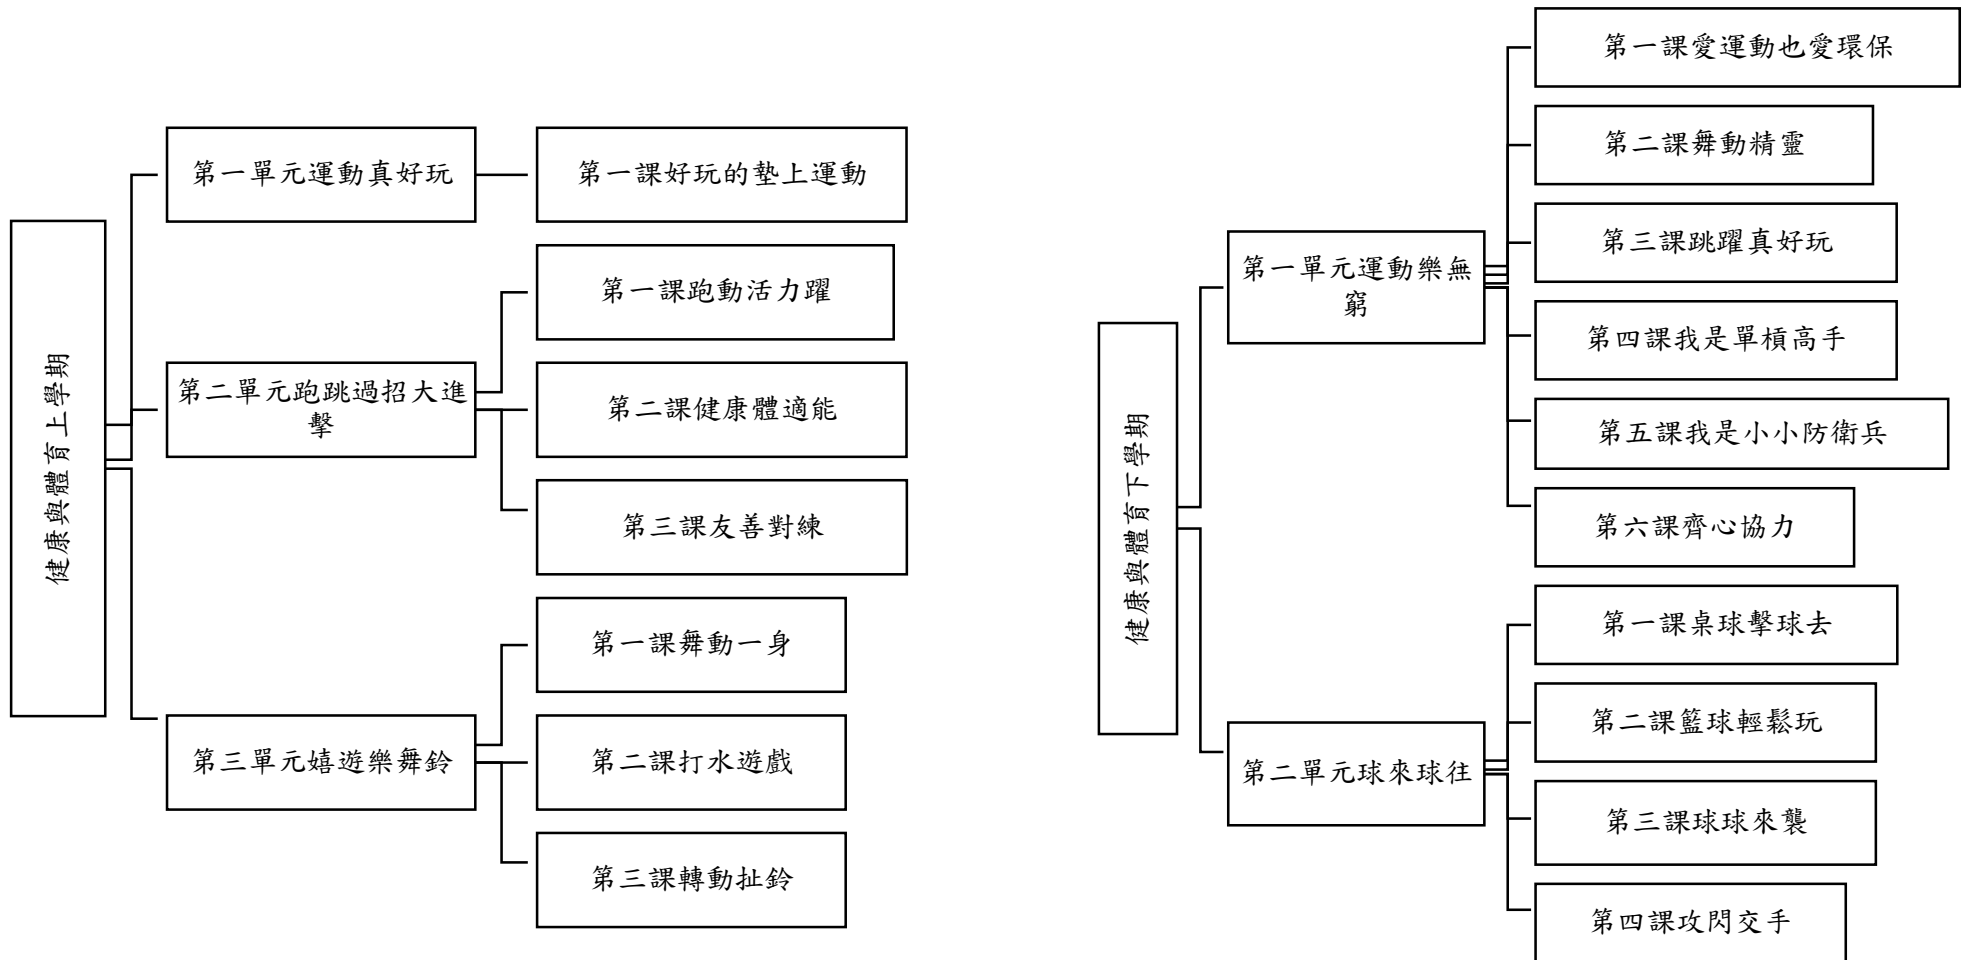 健康與體育上學期
第一單元運動真好玩
第一課好玩的墊上運動
第二單元跑跳過招大進
擊
第一課跑動活力躍
第二課健康體適能
第三課友善對練
第三單元嬉遊樂舞鈴
第一課舞動一身
第二課打水遊戲
第三課轉動扯鈴
健康與體育下學期
第一單元運動樂無
窮
第一課愛運動也愛環保
第二課舞動精靈
第三課跳躍真好玩
第四課我是單槓高手
第五課我是小小防衛兵
第六課齊心協力
第二單元球來球往
第一課桌球擊球去
第二課籃球輕鬆玩
第三課球球來襲
第四課攻閃交手